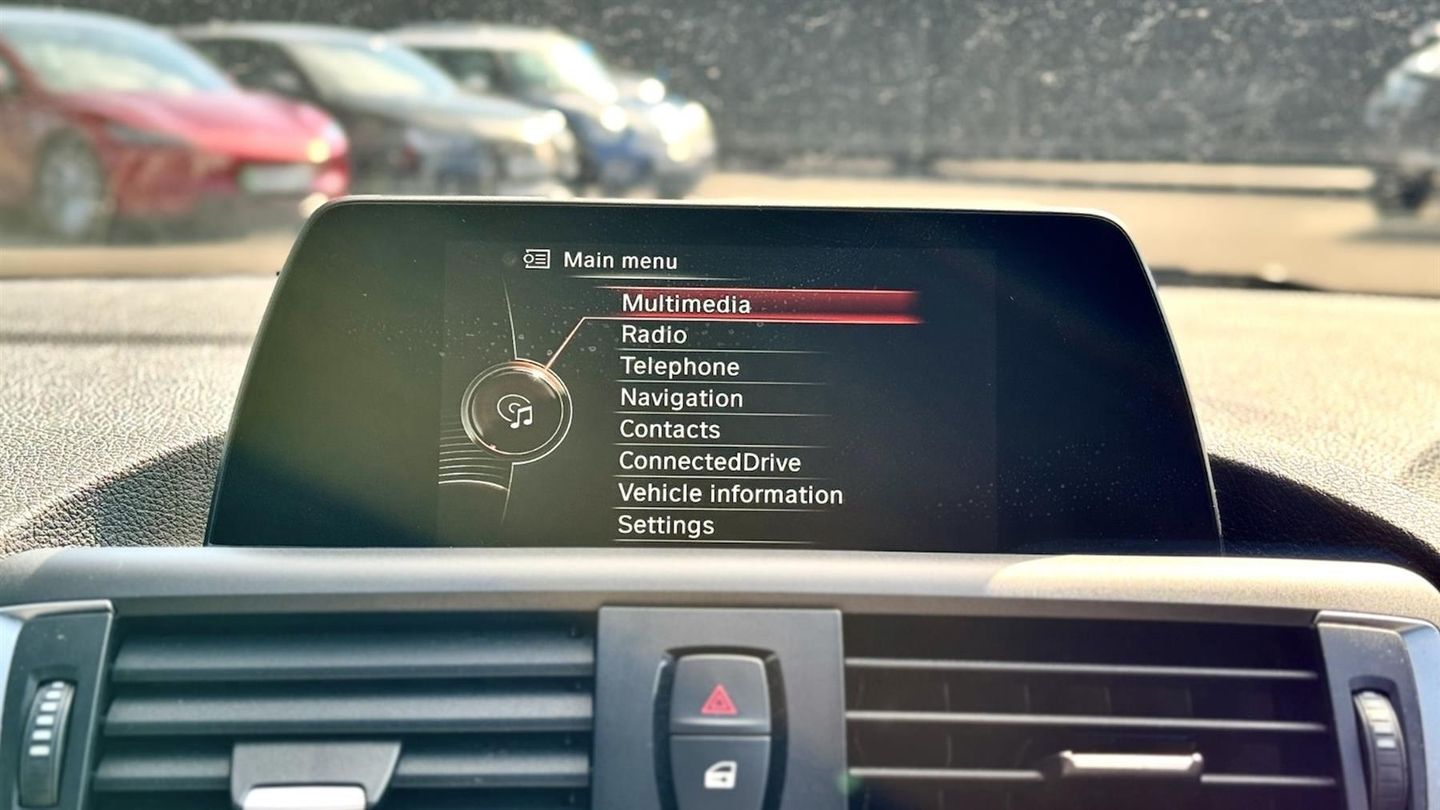 Main menu
Multimedia
Radio
Telephone
Navigation
Contacts
ConnectedDrive
Vehicle information
Settings